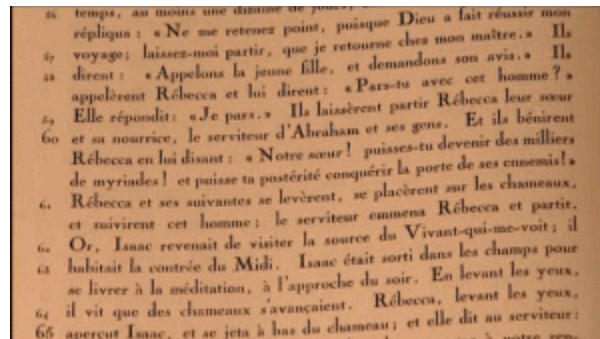 56 temps, au moins une dizaine de jours,
répliqua : « Ne me retenez point, puisque Dieu a fait réussir mon
57 voyage; laissez-moi partir, que je retourne chez mon maître. » Ils
58 dirent : « Appelons la jeune fille, et demandons son avis. » Ils
appelèrent Rébecca et lui dirent : « Pars-tu avec cet homme ? »
59 Elle répondit: « Je pars. » Ils laissèrent partir Rébecca leur sœur
60 et sa nourrice, le serviteur d'Abraham et ses gens. Et ils bénirent
Rébecca en lui disant : « Notre sœur ! puisses-tu devenir des milliers
de myriades ! et puisse ta postérité conquérir la porte de ses ennemis! »
61 Rébecca et ses suivantes se levèrent, se placèrent sur les chameaux,
et suivirent cet homme; le serviteur emmena Rébecca et partit.
62 Or, Isaac revenait de visiter la source du Vivant-qui-me-voit; il
63 habitait la contrée du Midi. Isaac était sorti dans les champs pour
se livrer à la méditation, à l'approche du soir. En levant les yeux,
64 il vit que des chameaux s'avançaient. Rébecca, levant les yeux,
65 aperçut Isaac, et se jeta à bas du chameau; et elle dit au serviteur:
à notre ren-